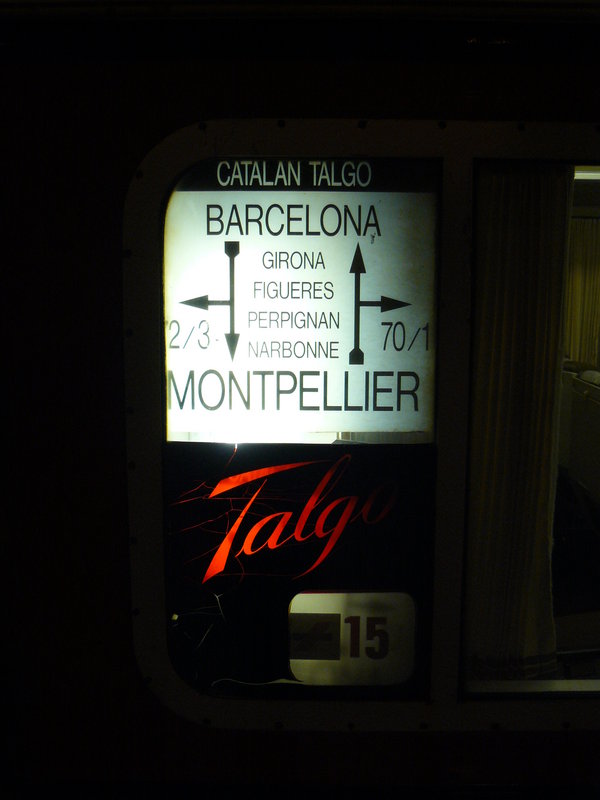 CATALAN TALGO
BARCELONA
GIRONA
FIGUERES
2/3 PERPIGNAN 70/1
NARBONNE
MONTPELLIER
Talgo
15